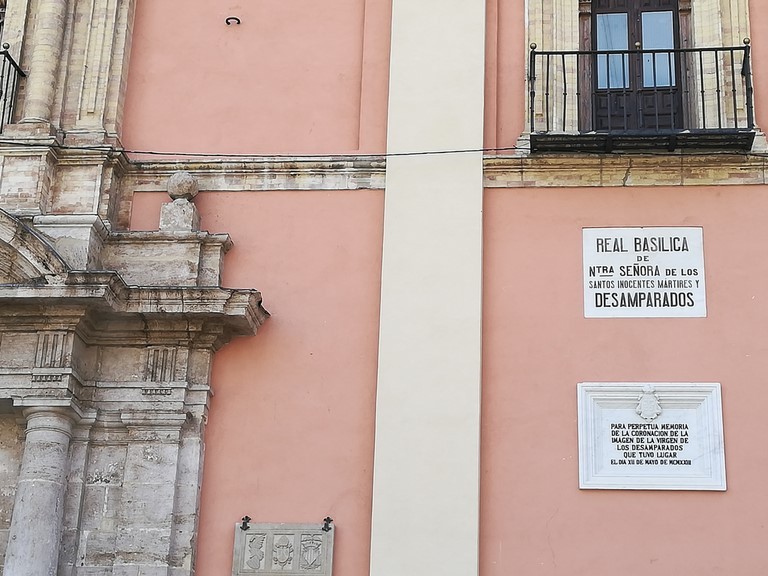 REAL BASILICA
DE
NTRA SEÑORA DE LOS
SANTOS INOCENTES MARTIRES Y
DESAMPARADOS
PARA PERPETUA MEMORIA
DE LA CORONACION DE LA
IMAGEN DE LA VIRGEN DE
LOS DESAMPARADOS
QUE TUVO LUGAR
EL DIA XII DE MAYO DE MCMXXIII